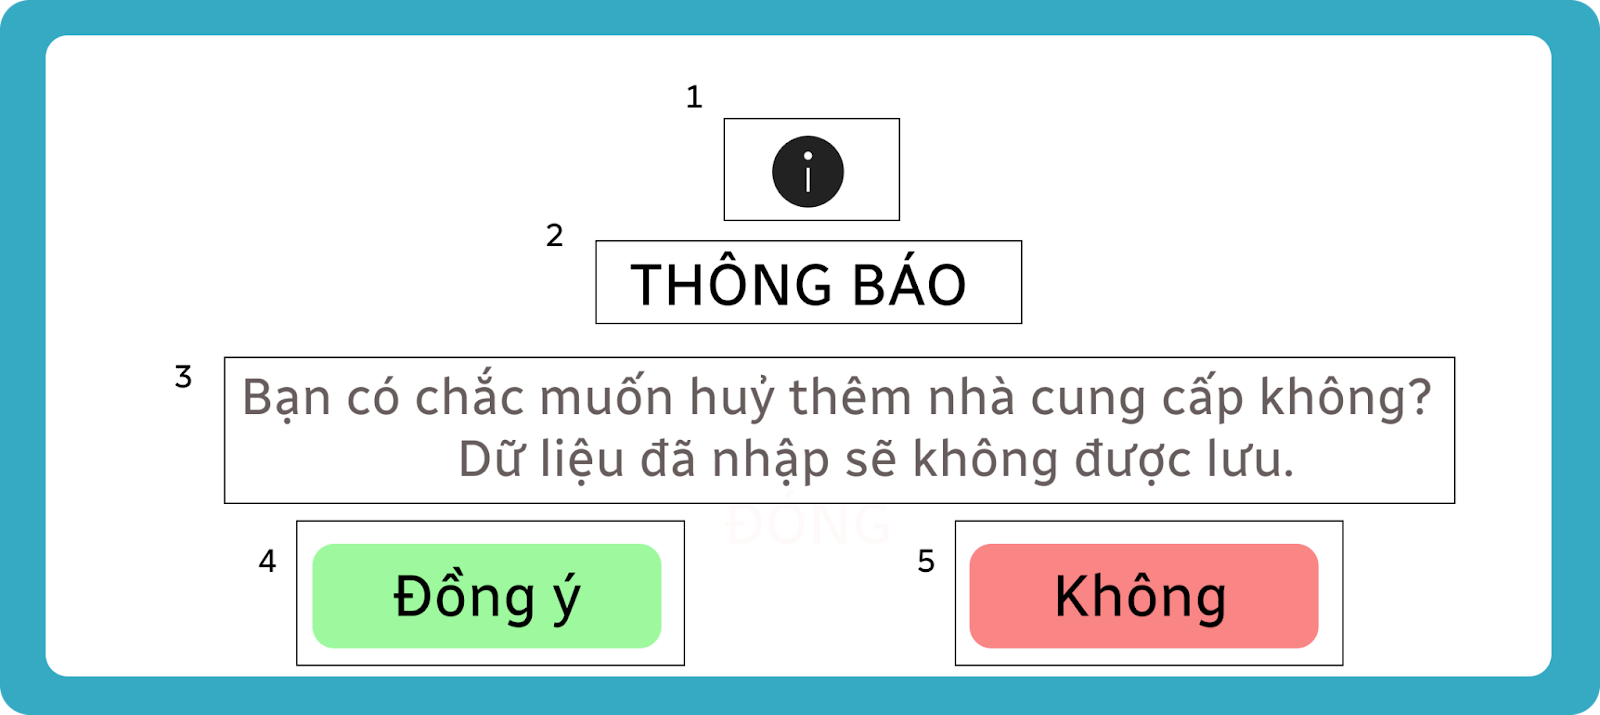 1
i
2
THÔNG BÁO
3
Bạn có chắc muốn huỷ thêm nhà cung cấp không?
Dữ liệu đã nhập sẽ không được lưu.
ĐÓNG
4
Đồng ý
5
Không